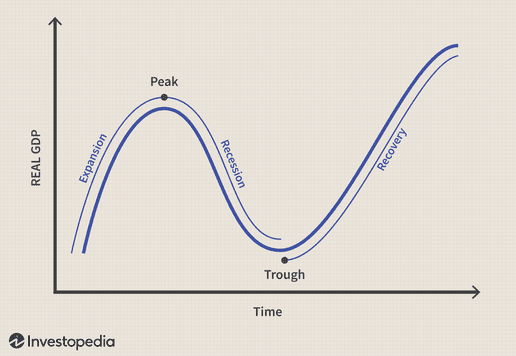 Peak
Expansion
Recession
Recovery
REAL GDP
Trough
Time
Investopedia